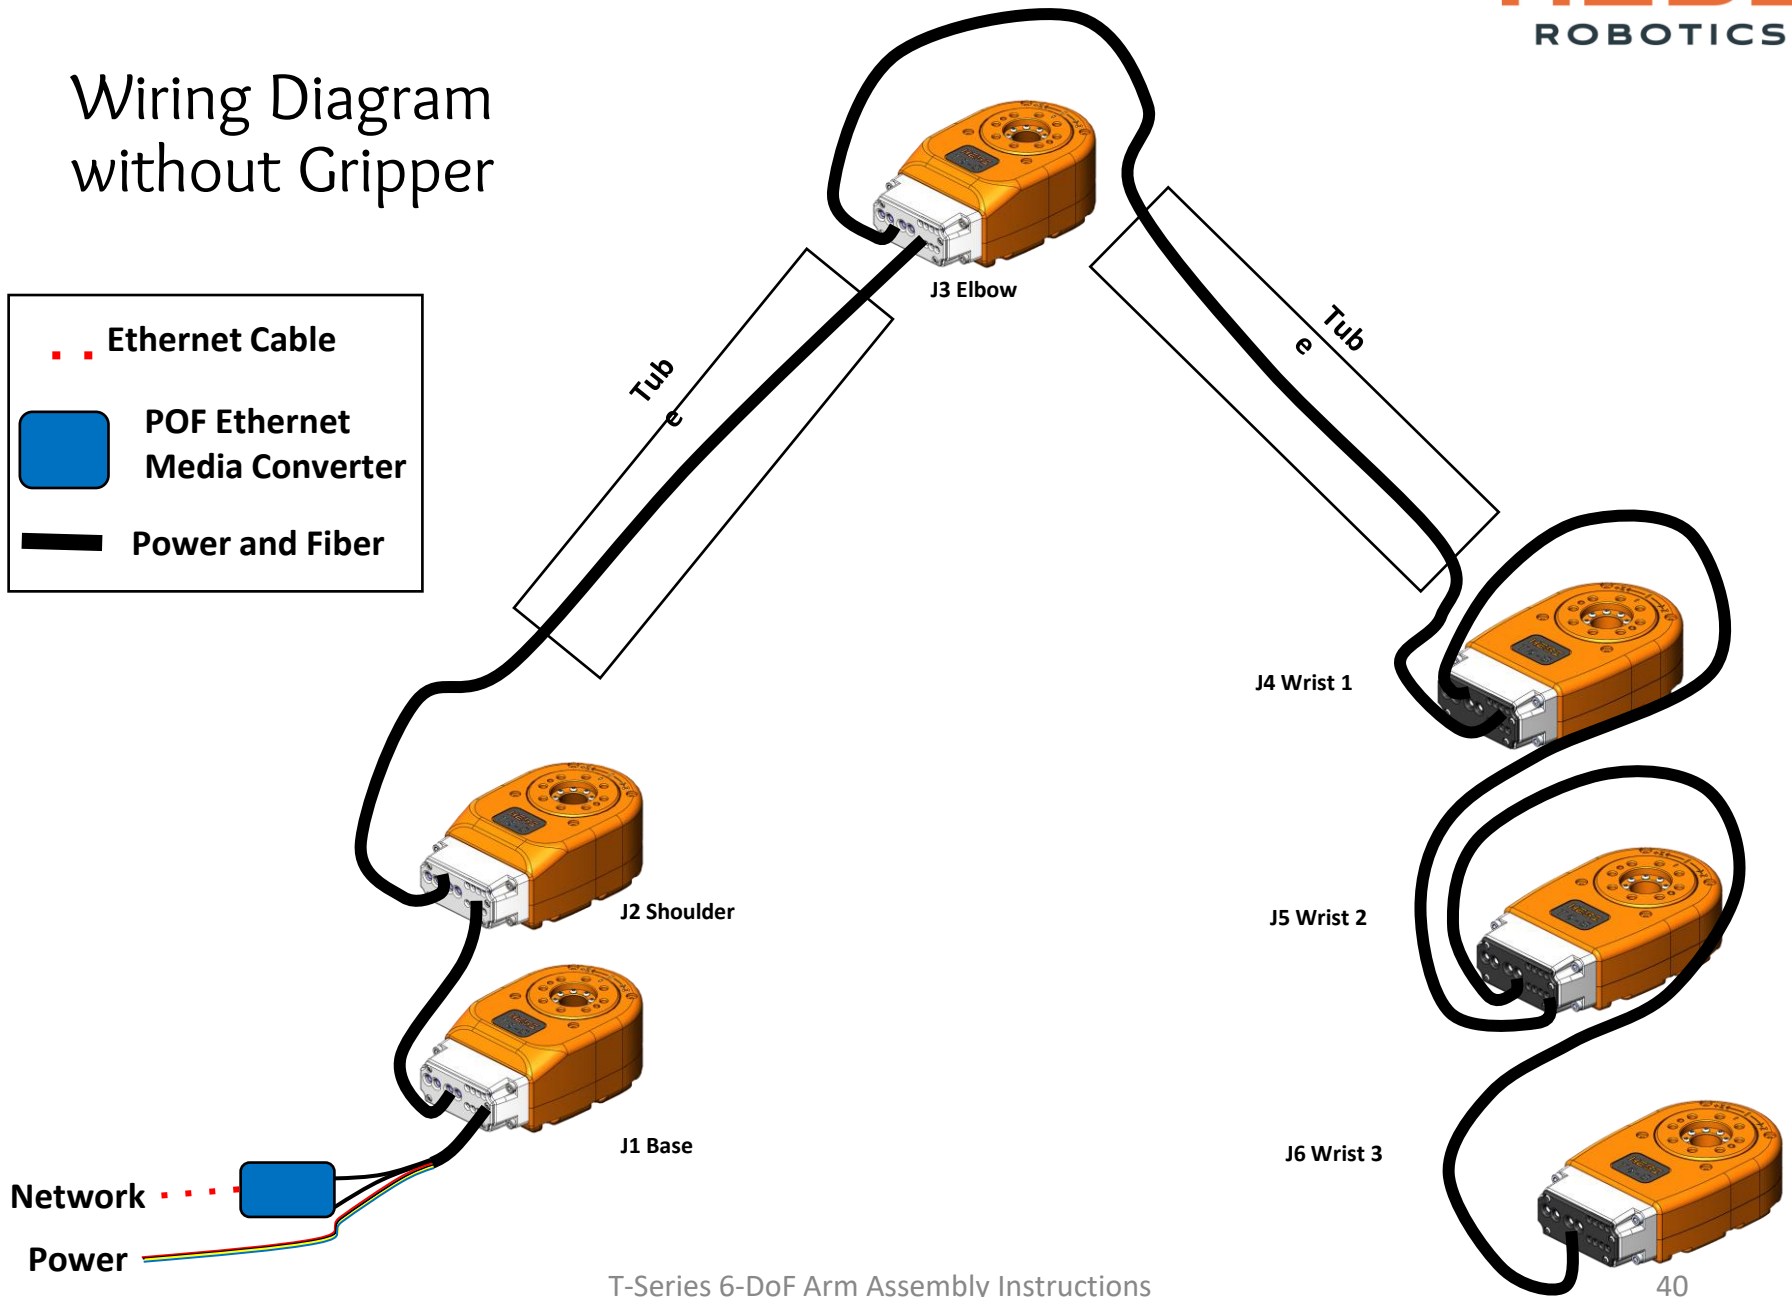 ROBOTICS
Wiring Diagram
without Gripper
J3 Elbow
Ethernet Cable
POF Ethernet
Media Converter
Power and Fiber
Tub
e
Tub
e
J4 Wrist 1
J2 Shoulder
J5 Wrist 2
J1 Base
J6 Wrist 3
Network
Power
T-Series 6-DoF Arm Assembly Instructions
40